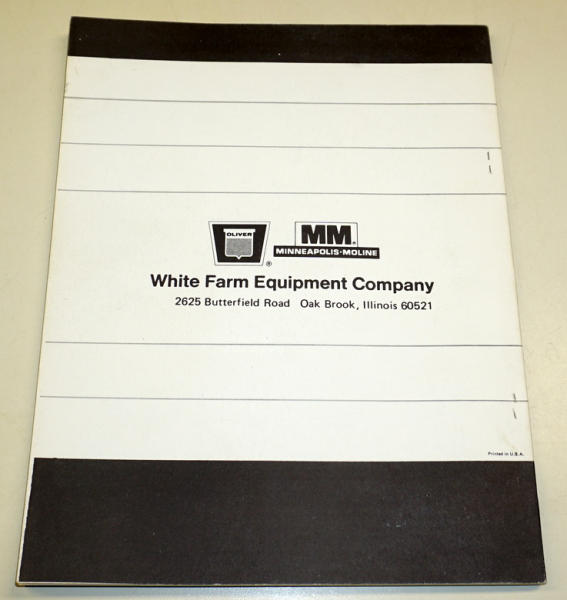 OLIVER
MM
MINNEAPOLIS-MOLINE
White Farm Equipment Company
2625 Butterfield Road Oak Brook, Illinois 60521
Printed in U.S.A.